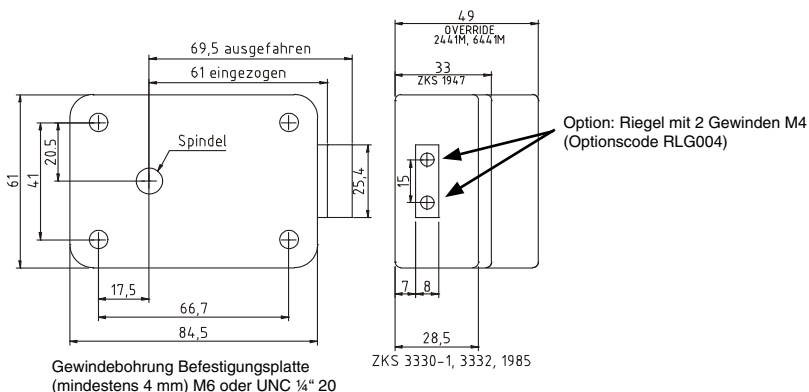 49
OVERRIDE
2441M, 6441M
69,5 ausgefahren
61 eingezogen
33
ZKS 1947
Option: Riegel mit 2 Gewinden M4
(Optionscode RLG004)
Spindel
61
41
20.5
25,4
15
17,5
66,7
84,5
7
8
28,5
ZKS 3330-1, 3332, 1985
Gewindebohrung Befestigungsplatte
(mindestens 4 mm) M6 oder UNC ¼“ 20